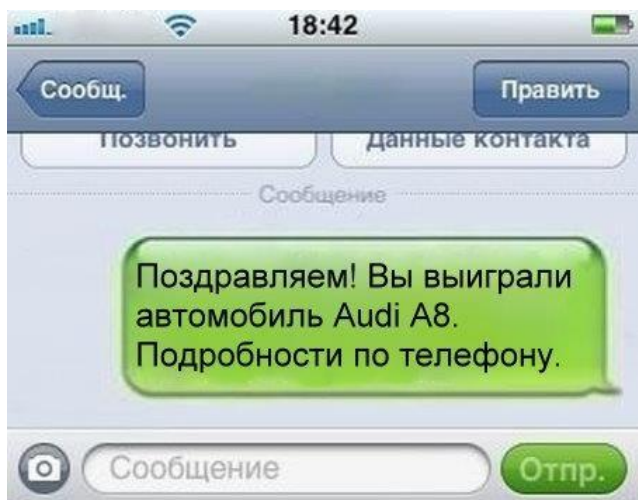 18:42
Сообщ.
Править
Позвонить
Данные контакта
Сообщение
Поздравляем! Вы выиграли
автомобиль Audi A8.
Подробности по телефону.
Сообщение
Отпр.